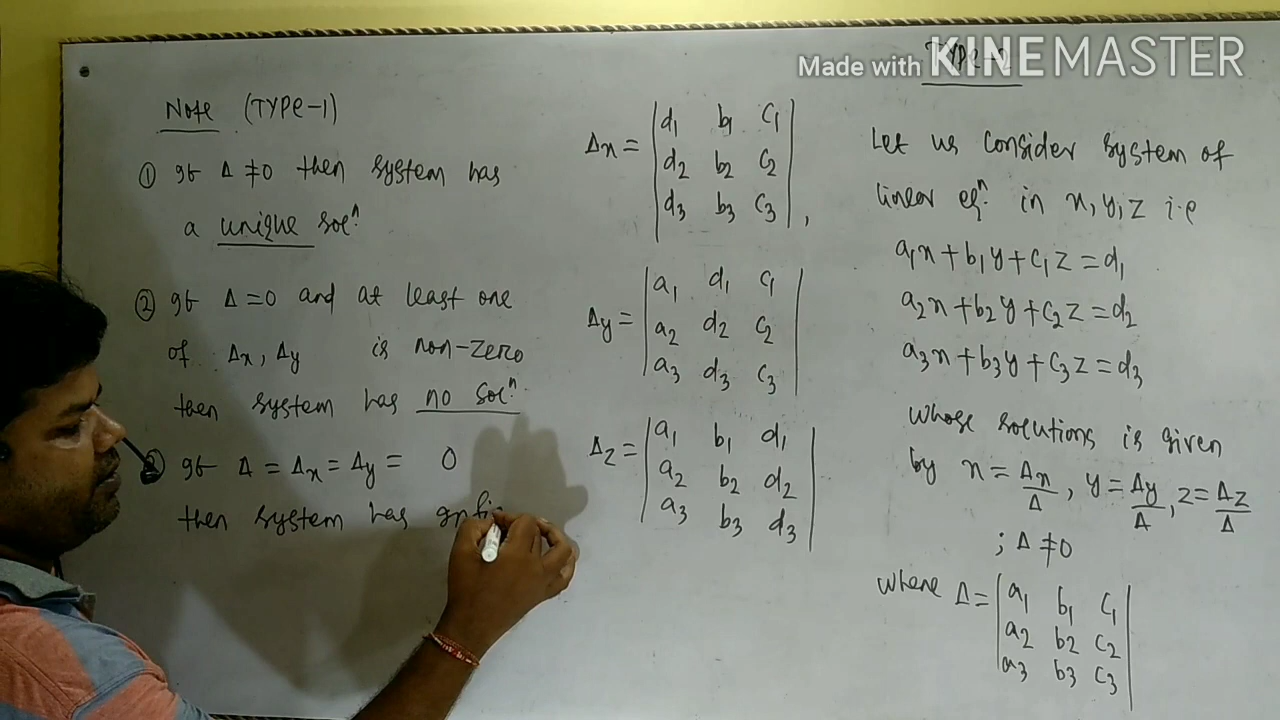 Made with KINEMASTER
TYPE-2
Note (TYPE-1)
① If Δ ≠ 0 then system has
a unique solⁿ.
② If Δ = 0 and at least one
of Δx, Δy is non-zero
then system has no solⁿ.
If Δ = Δx = Δy = 0
then system has Infi
Δx = | d₁ b₁ c₁ |
| d₂ b₂ c₂ |
| d₃ b₃ c₃ | ,
Δy = | a₁ d₁ c₁ |
| a₂ d₂ c₂ |
| a₃ d₃ c₃ |
Δz = | a₁ b₁ d₁ |
| a₂ b₂ d₂ |
| a₃ b₃ d₃ |
Let us consider system of
linear eqⁿ. in x, y, z i.e
a₁x + b₁y + c₁z = d₁
a₂x + b₂y + c₂z = d₂
a₃x + b₃y + c₃z = d₃
whose solutions is given
by x = Δx/Δ , y = Δy/Δ , z = Δz/Δ
; Δ ≠ 0
where Δ = | a₁ b₁ c₁ |
| a₂ b₂ c₂ |
| a₃ b₃ c₃ |